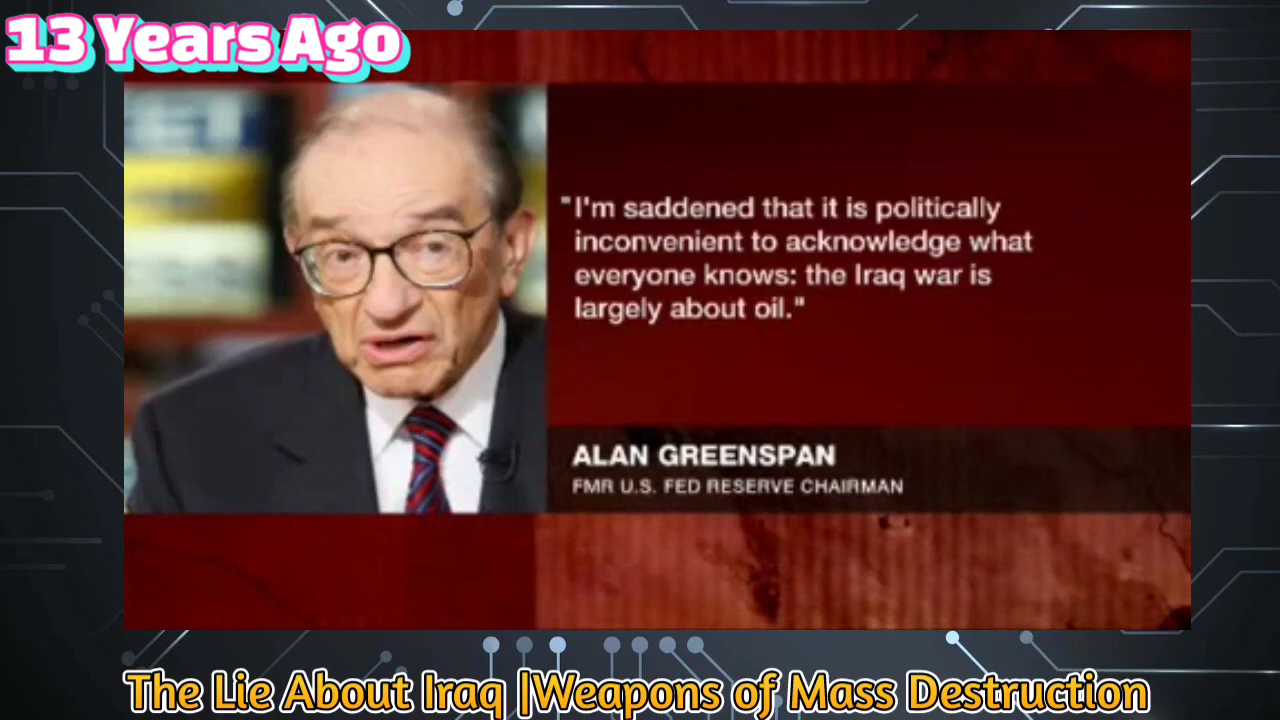 13 Years Ago
"I'm saddened that it is politically
inconvenient to acknowledge what
everyone knows: the Iraq war is
largely about oil."
ALAN GREENSPAN
FMR U.S. FED RESERVE CHAIRMAN
The Lie About Iraq |Weapons of Mass Destruction